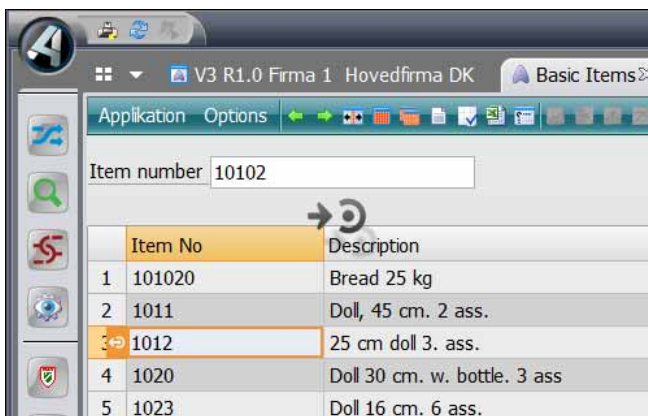 V3 R1.0 Firma 1 Hovedfirma DK Basic Items
Applikation Options
Item number 10102
Item No Description
1 101020 Bread 25 kg
2 1011 Doll, 45 cm. 2 ass.
3 1012 25 cm doll 3. ass.
4 1020 Doll 30 cm. w. bottle. 3 ass
5 1023 Doll 16 cm. 6 ass.